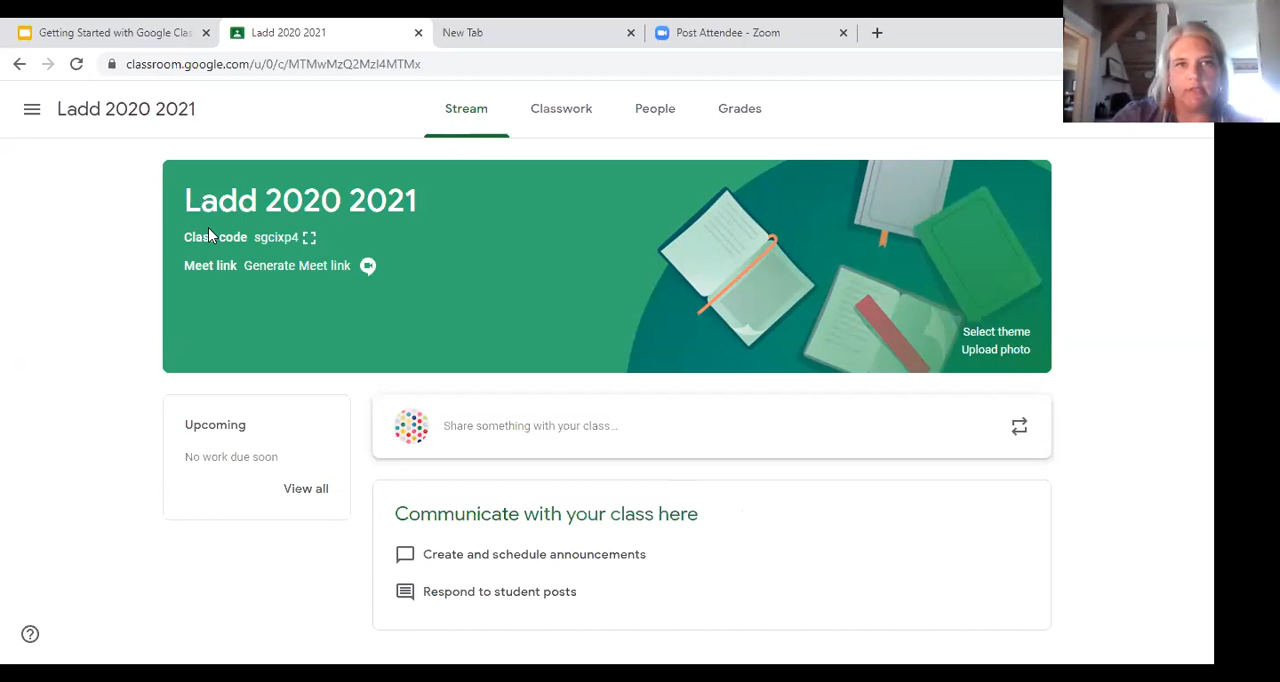 Getting Started with Google Clas
Ladd 2020 2021
New Tab
Post Attendee - Zoom
classroom.google.com/u/0/c/MTMwMzQ2MzI4MTMx
Ladd 2020 2021
Stream
Classwork
People
Grades
Ladd 2020 2021
Class code sgcixp4
Meet link Generate Meet link
Select theme
Upload photo
Upcoming
No work due soon
View all
Share something with your class...
Communicate with your class here
Create and schedule announcements
Respond to student posts